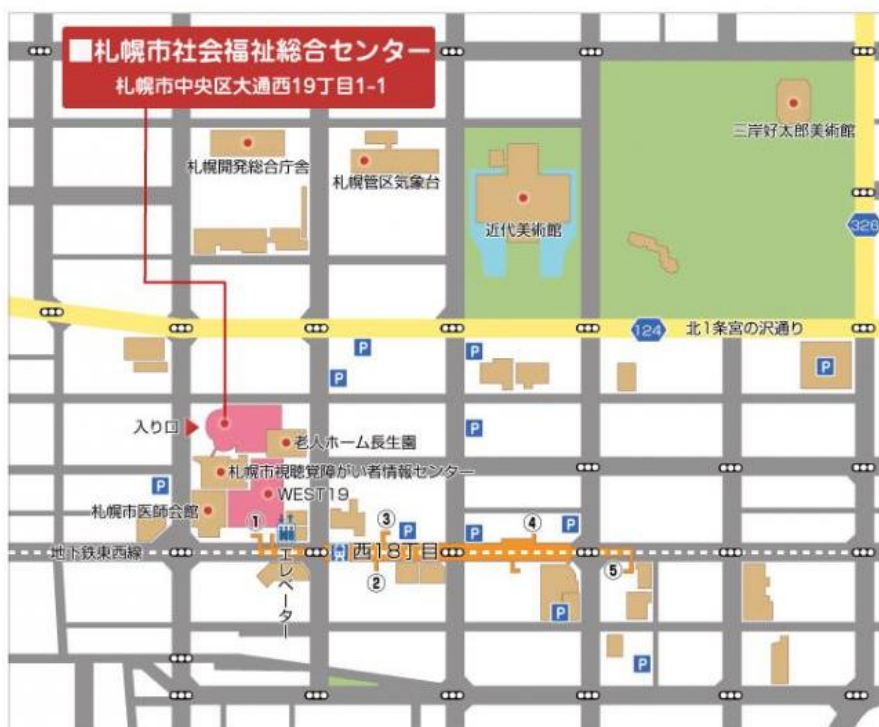 ■札幌市社会福祉総合センター
札幌市中央区大通西19丁目1-1
三岸好太郎美術館
札幌開発総合庁舎
札幌管区気象台
近代美術館
326
124
北1条宮の沢通り
P
P
P
P
入り口
老人ホーム長生園
P
札幌市視聴覚障がい者情報センター
WEST19
P
札幌市医師会館
①
③
P
P
④
P
地下鉄東西線
西18丁目
エレベーター
②
⑤
P
P